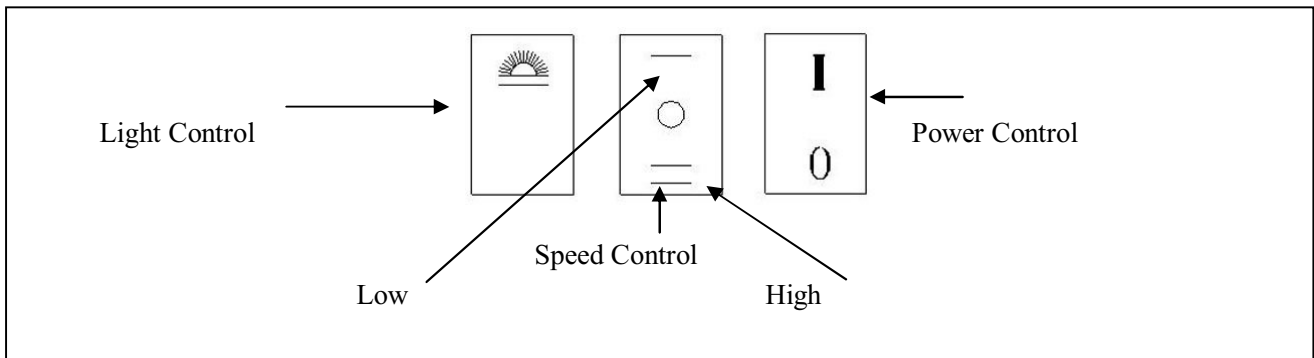 I
0
Light Control
Power Control
Speed Control
Low
High